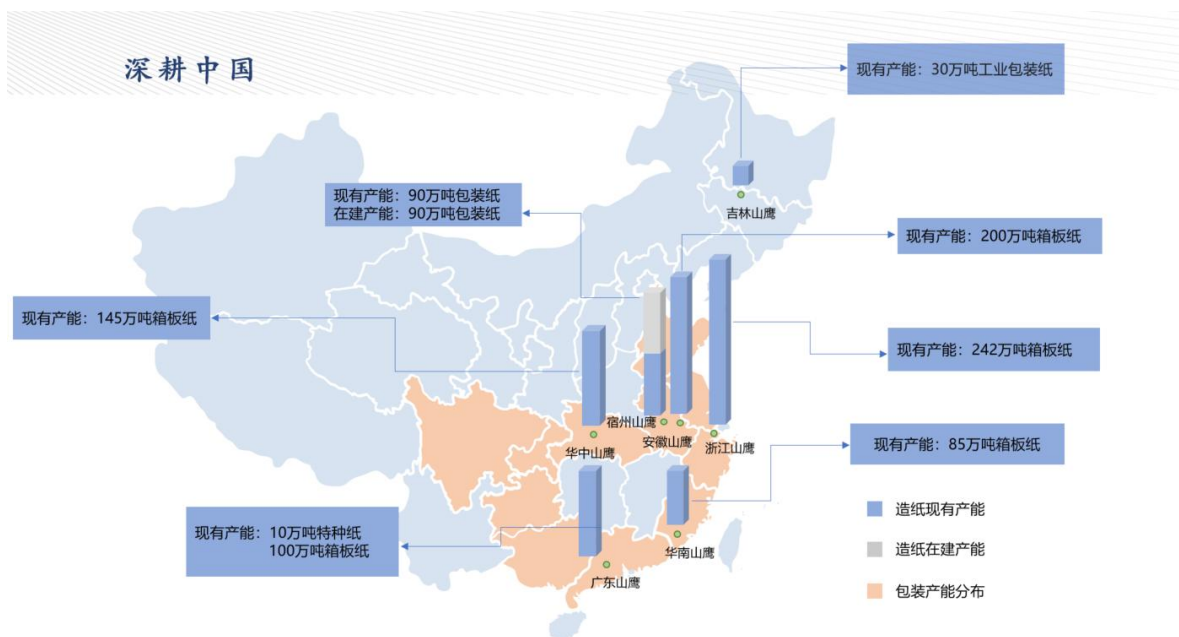 深耕中国
现有产能：30万吨工业包装纸
现有产能：90万吨包装纸
在建产能：90万吨包装纸
吉林山鹰
现有产能：200万吨箱板纸
现有产能：145万吨箱板纸
现有产能：242万吨箱板纸
宿州山鹰
安徽山鹰
浙江山鹰
华中山鹰
现有产能：85万吨箱板纸
现有产能：10万吨特种纸
100万吨箱板纸
华南山鹰
广东山鹰
造纸现有产能
造纸在建产能
包装产能分布